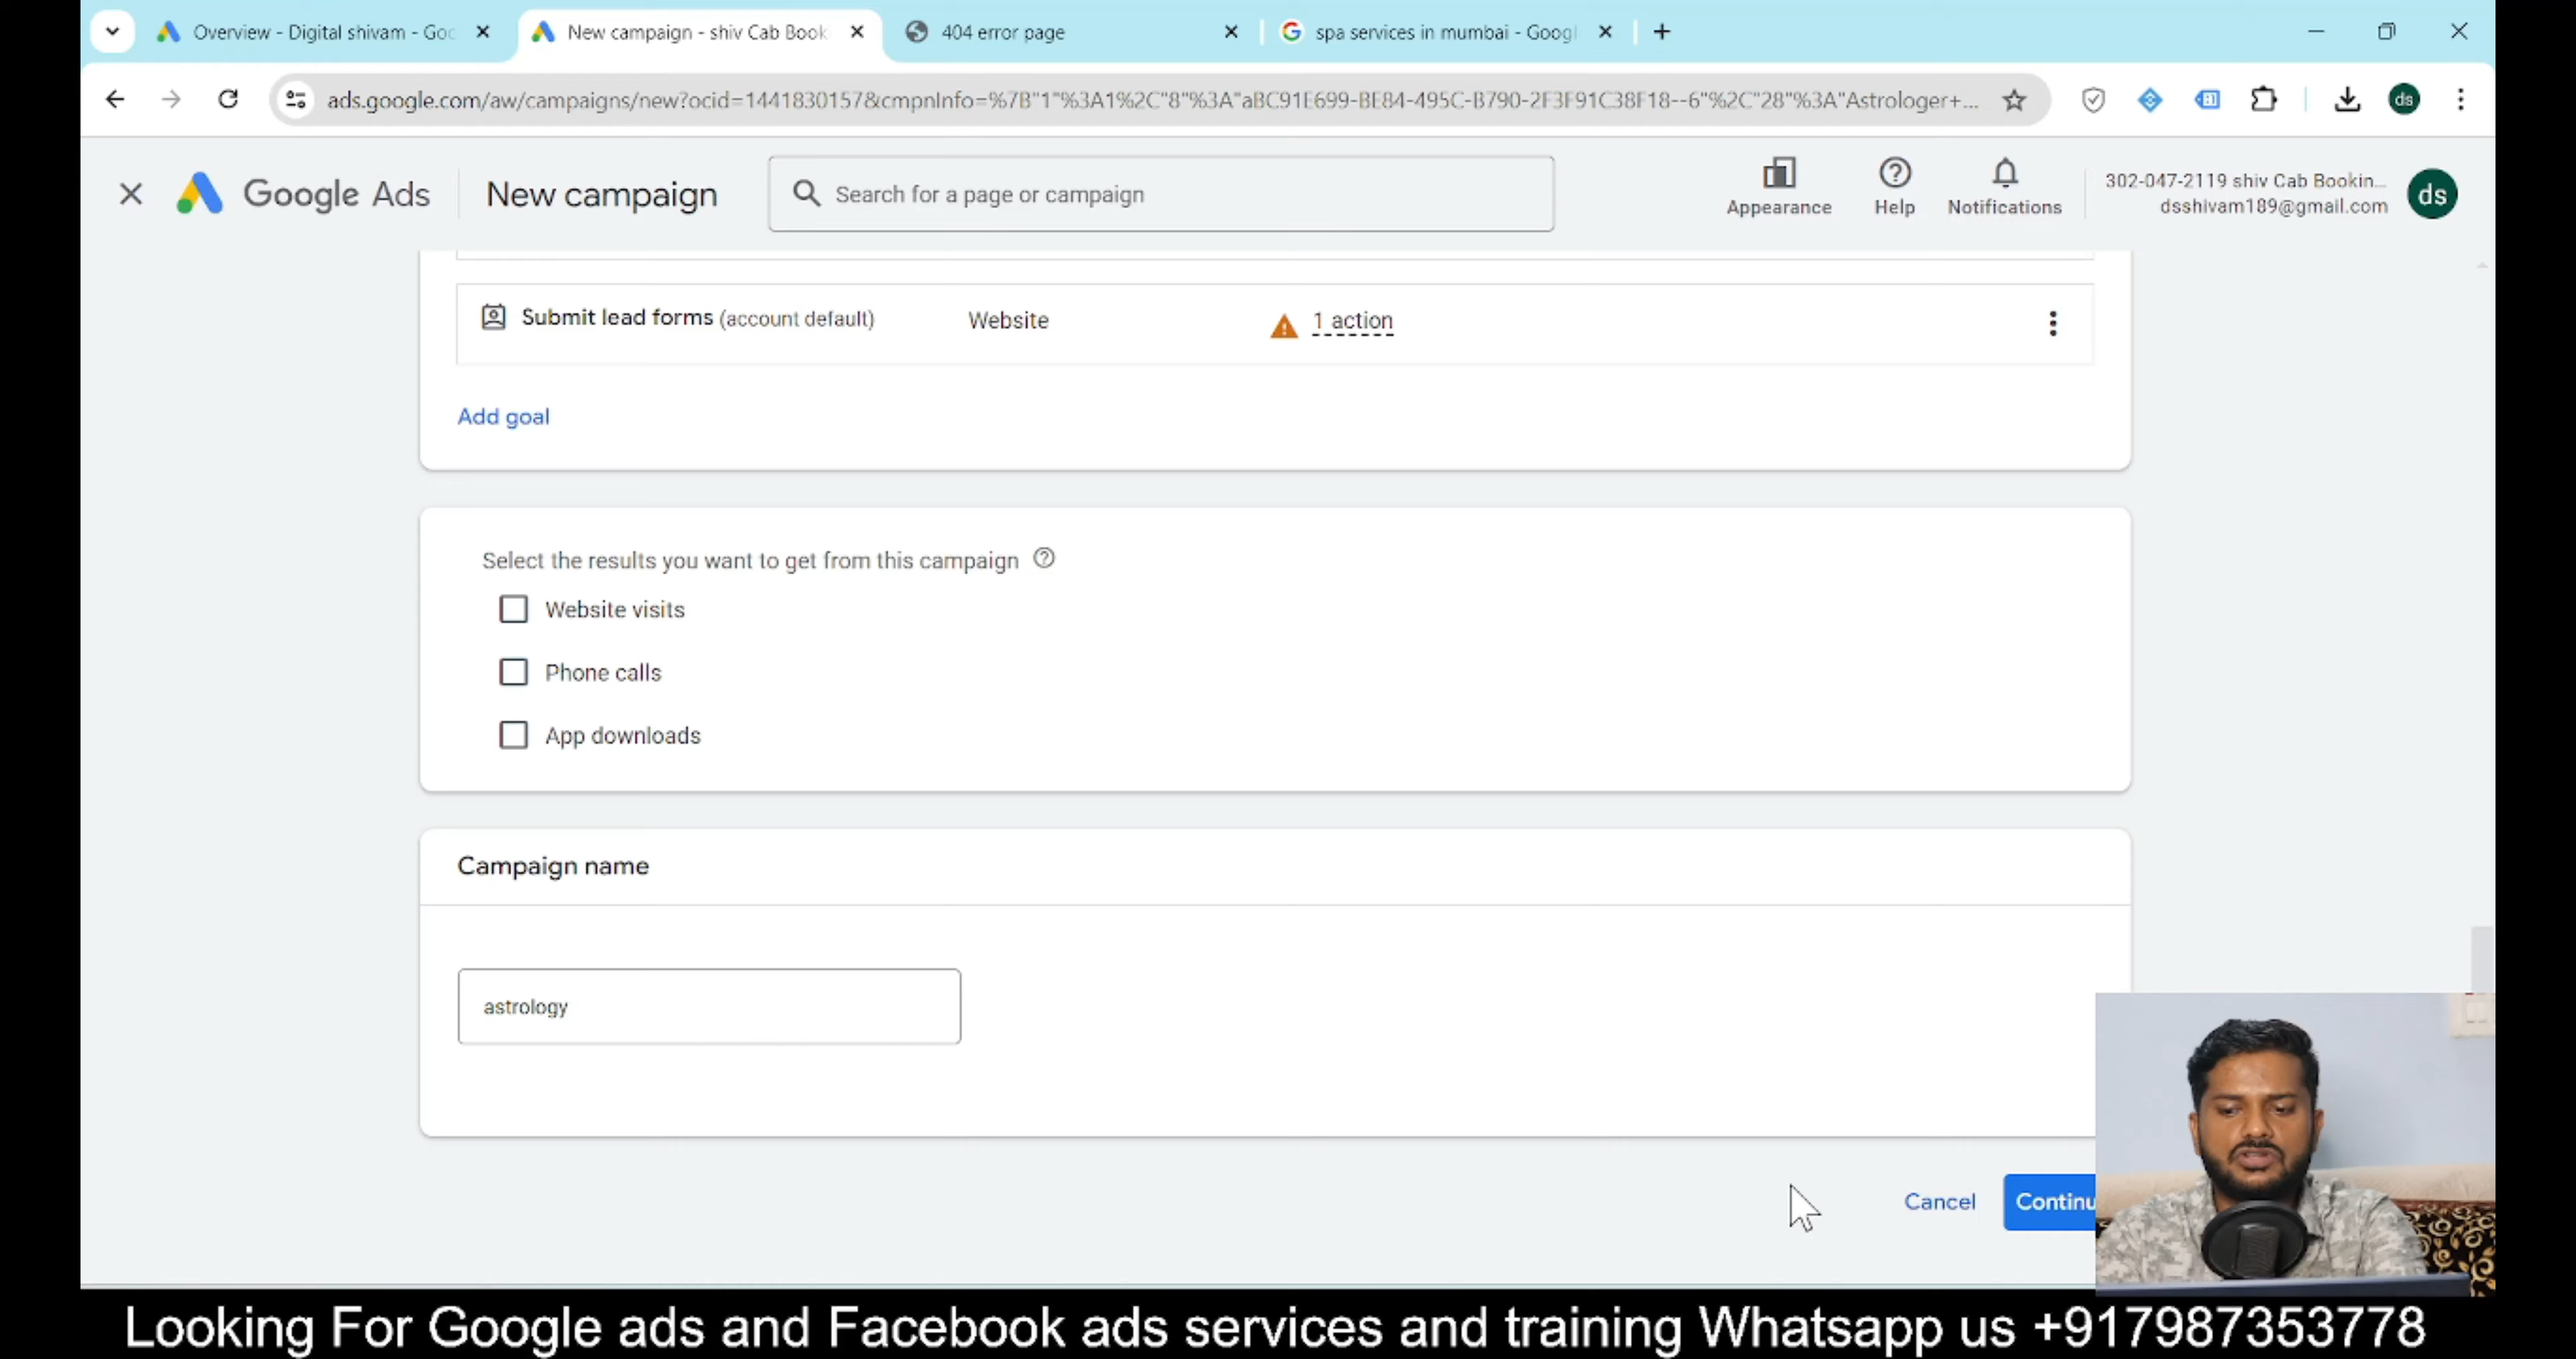 Overview - Digital shivam - Goo
New campaign - shiv Cab Book
404 error page
spa services in mumbai - Googl
ads.google.com/aw/campaigns/new?ocid=1441830157&cmpnInfo=%7B"1"%3A1%2C"8"%3A"aBC91E699-BE84-495C-B790-2F3F91C38F18--6"%2C"28"%3A"Astrologer+...
ds
Google Ads
New campaign
Search for a page or campaign
Appearance
Help
Notifications
302-047-2119 shiv Cab Bookin...
dsshivam189@gmail.com
ds
Submit lead forms (account default)
Website
1 action
Add goal
Select the results you want to get from this campaign
Website visits
Phone calls
App downloads
Campaign name
astrology
Cancel
Continu
Looking For Google ads and Facebook ads services and training Whatsapp us +917987353778